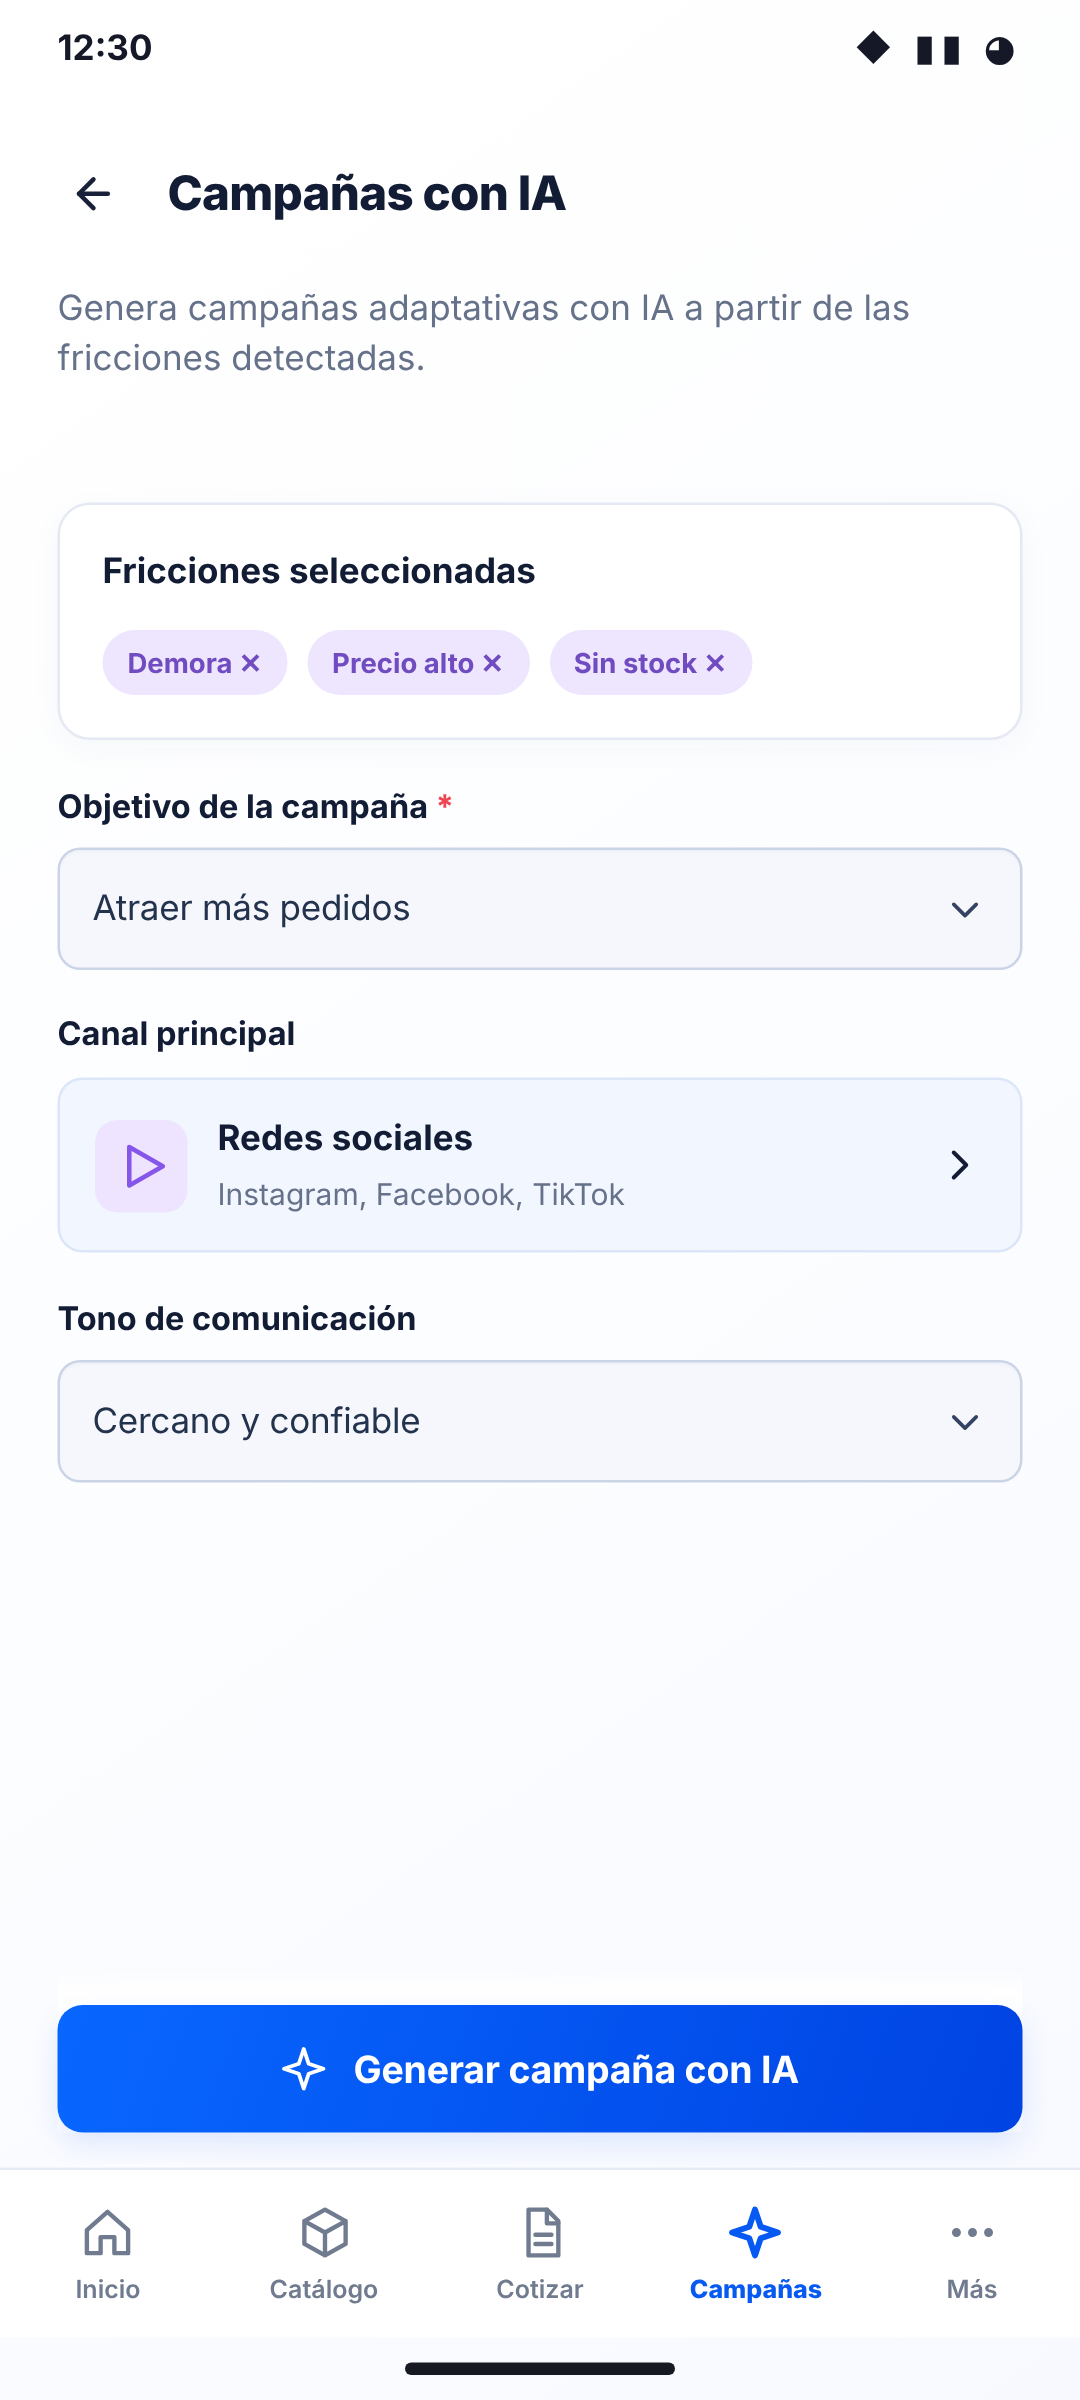 12:30
Campañas con IA
Genera campañas adaptativas con IA a partir de las
fricciones detectadas.
Fricciones seleccionadas
Demora ✕ Precio alto ✕ Sin stock ✕
Objetivo de la campaña *
Atraer más pedidos
Canal principal
Redes sociales
Instagram, Facebook, TikTok
Tono de comunicación
Cercano y confiable
Generar campaña con IA
Inicio Catálogo Cotizar Campañas Más